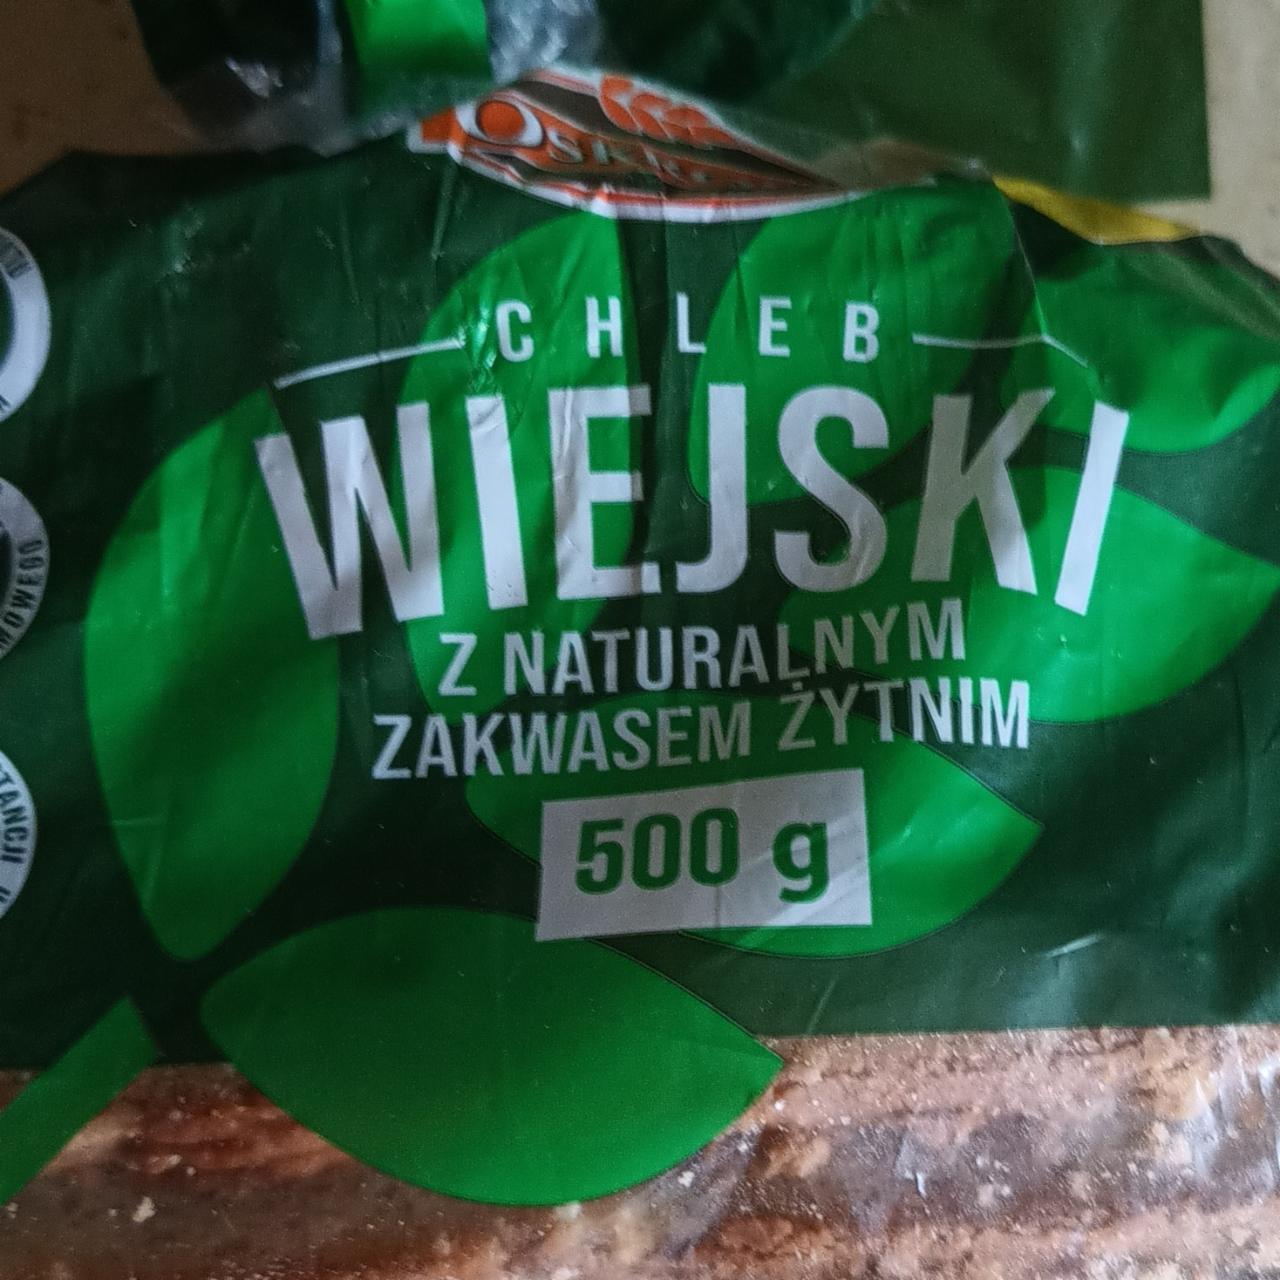 CHLEB
WIEJSKI
Z NATURALNYM
ZAKWASEM ŻYTNIM
500 g